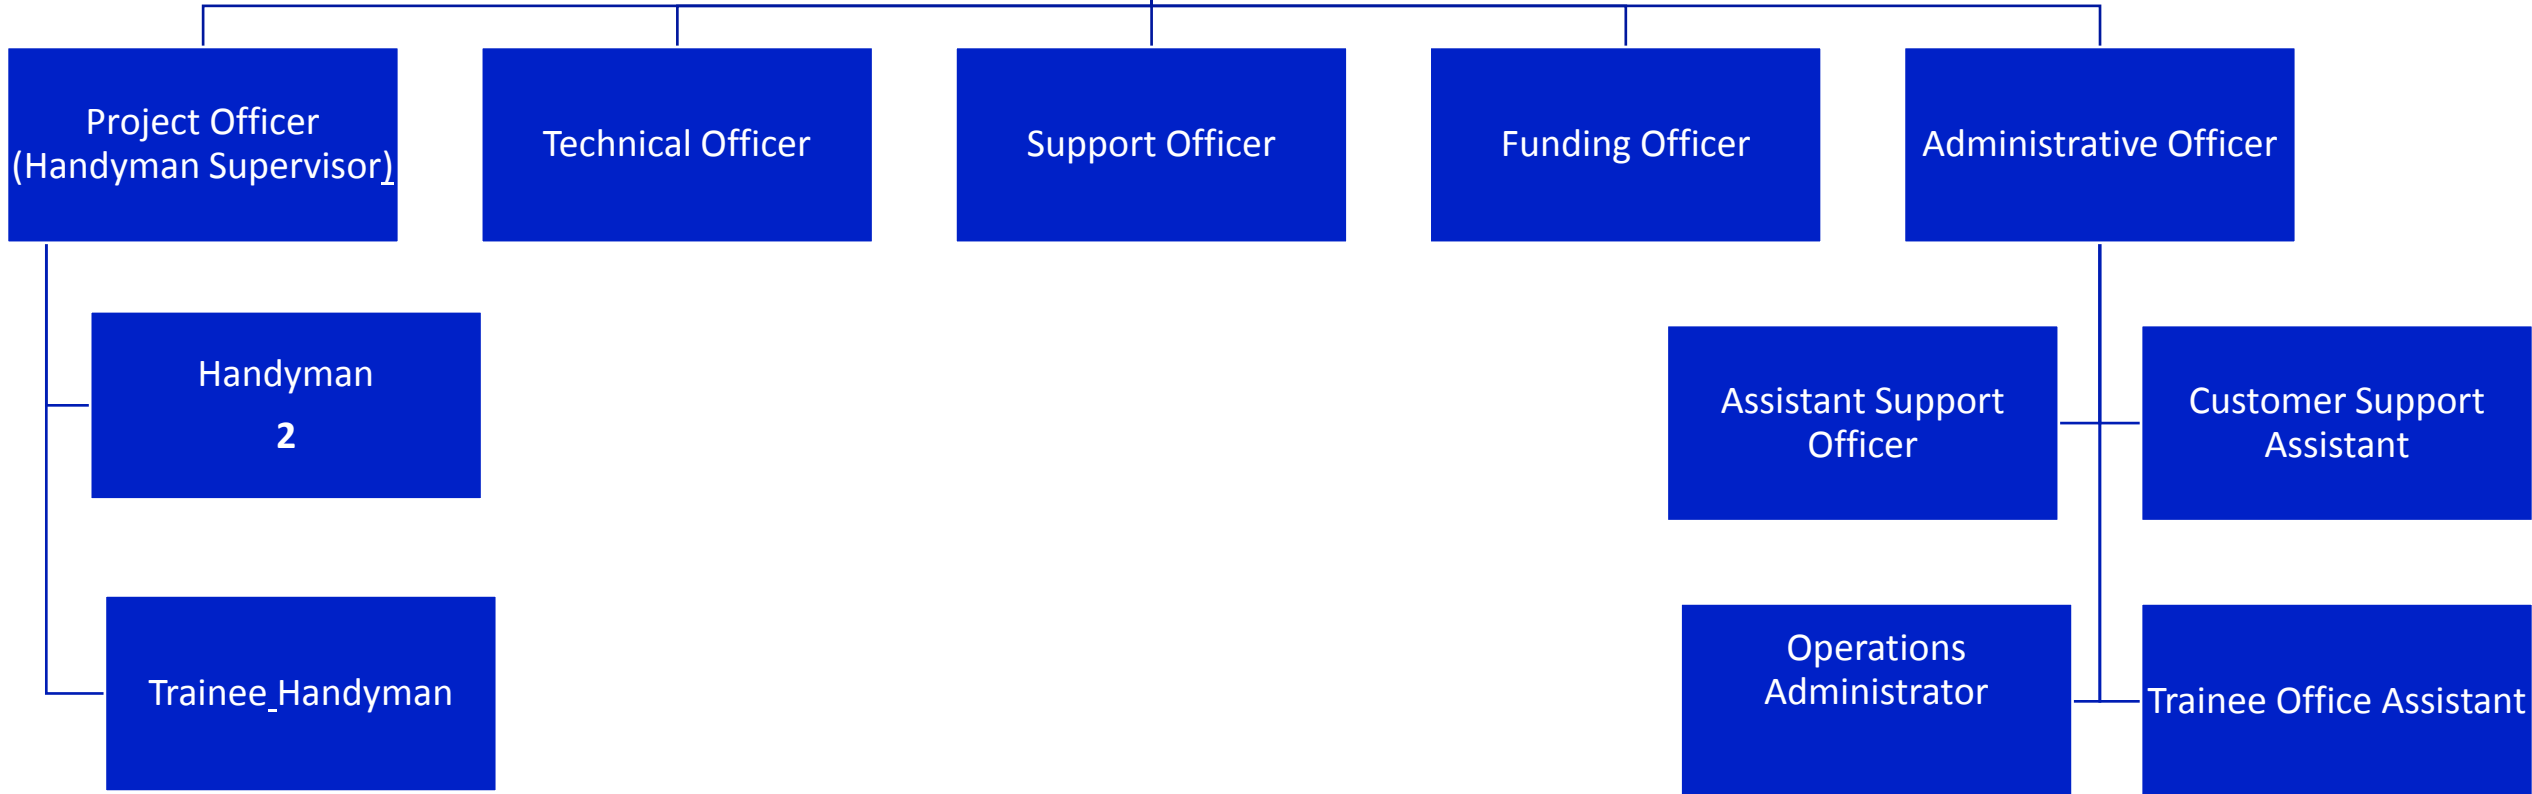 Project Officer
(Handyman Supervisor)
Technical Officer
Support Officer
Funding Officer
Administrative Officer
Handyman
2
Assistant Support
Officer
Customer Support
Assistant
Trainee Handyman
Operations
Administrator
Trainee Office Assistant